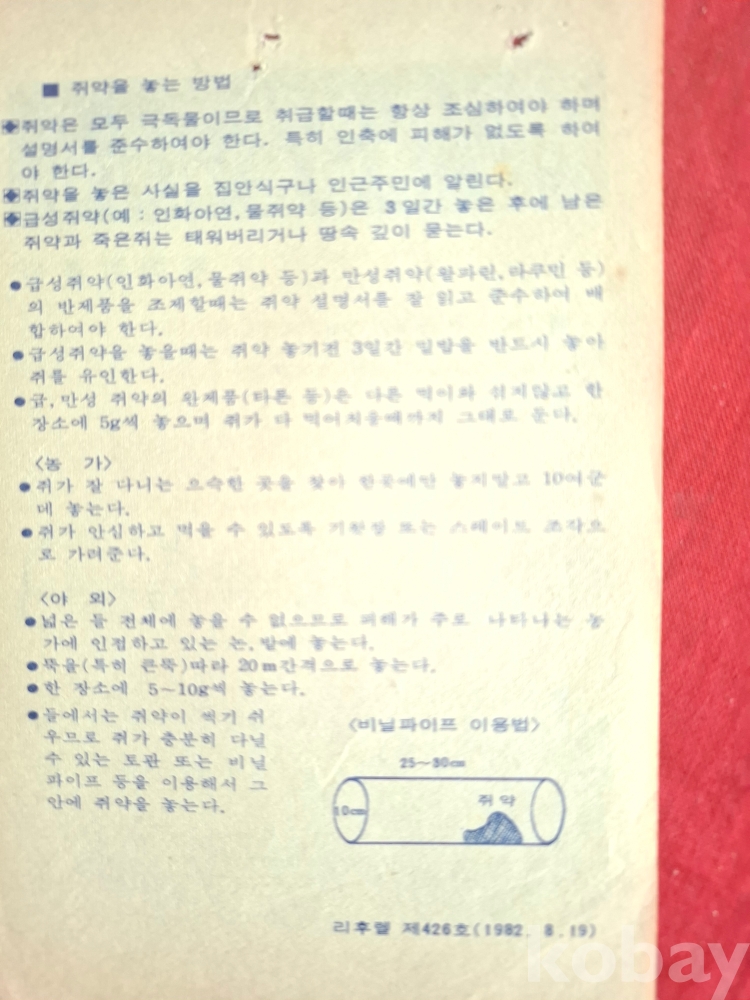 ■ 쥐약을 놓는 방법
쥐약은 모두 극독물이므로 취급할때는 항상 조심하여야 하며
설명서를 준수하여야 한다. 특히 인축에 피해가 없도록 하여
야 한다.
쥐약을 놓은 사실을 집안식구나 인근주민에 알린다.
급성쥐약(예 : 인화아연, 물쥐약 등)은 3일간 놓은 후에 남은
쥐약과 죽은쥐는 태워버리거나 땅속 깊이 묻는다.
● 급성쥐약(인화아연, 물쥐약 등)과 만성쥐약(왈파린, 라쿠민 등)
의 반제품을 조제할때는 쥐약 설명서를 잘 읽고 준수하여 배
합하여야 한다.
● 급성쥐약을 놓을때는 쥐약 놓기전 3일간 밑밥을 반드시 놓아
쥐를 유인한다.
● 급, 만성 쥐약의 완제품(타톤 등)은 다른 먹이와 섞지않고 한
장소에 5g씩 놓으며 쥐가 다 먹어치울때까지 그대로 둔다.
<농 가>
● 쥐가 잘 다니는 으슥한 곳을 찾아 한곳에만 놓지말고 10여군
데 놓는다.
● 쥐가 안심하고 먹을 수 있도록 기왓장 또는 스레이트 조각으
로 가려준다.
<야 외>
● 넓은 들 전체에 놓을 수 없으므로 피해가 주로 나타나는 농
가에 인접하고 있는 논, 밭에 놓는다.
● 뚝을(특히 큰뚝)따라 20m간격으로 놓는다.
● 한 장소에 5~10g씩 놓는다.
● 들에서는 쥐약이 썩기 쉬
우므로 쥐가 충분히 다닐
수 있는 토관 또는 비닐
파이프 등을 이용해서 그
안에 쥐약을 놓는다.
<비닐파이프 이용법>
25~30cm
10cm
쥐약
리후렛 제426호(1982. 8. 19)
kobay